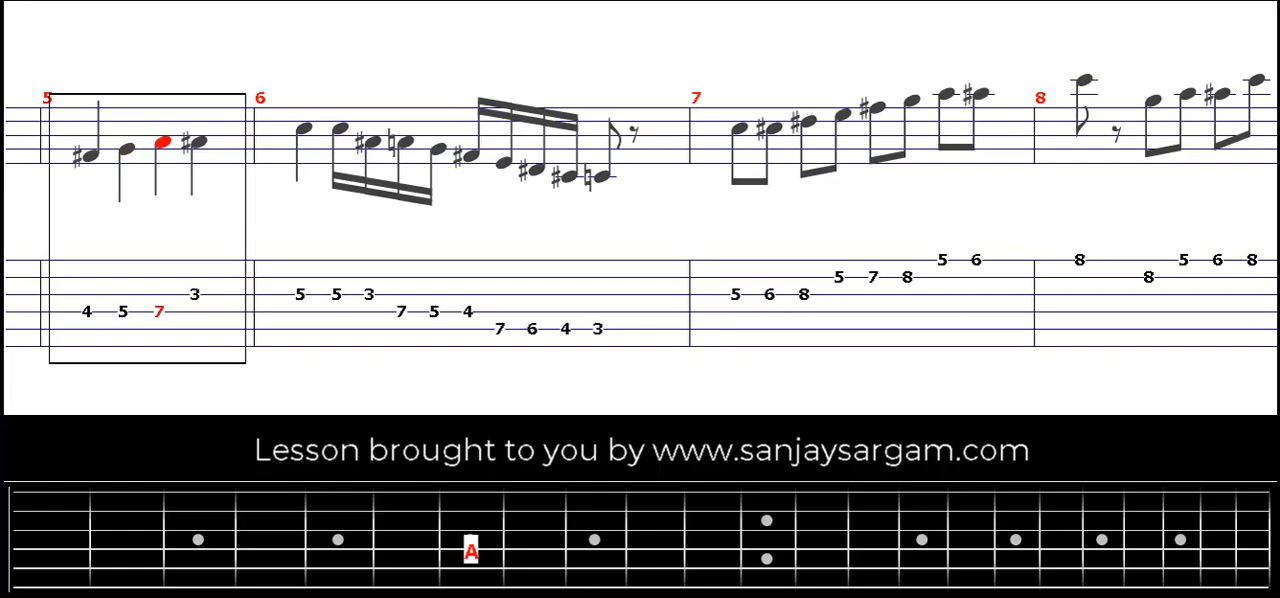 5 6 7 8
5 6 8 8 5 6 8
5 7 8 8
3 5 5 3 5 6 8
4 5 7 7 5 4
7 6 4 3
Lesson brought to you by www.sanjaysargam.com
A